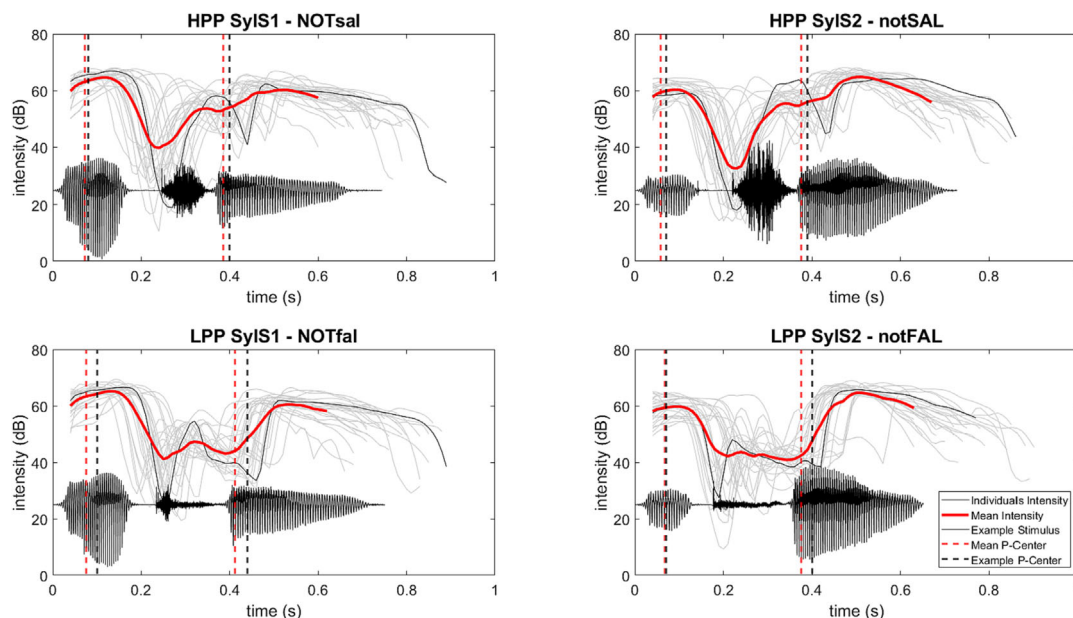 HPP SylS1 - NOTsal
80
60
40
20
0
intensity (dB)
0
0.2
0.4
0.6
0.8
1
time (s)
HPP SylS2 - notSAL
80
60
40
20
0
intensity (dB)
0
0.2
0.4
0.6
0.8
1
time (s)
LPP SylS1 - NOTfal
80
60
40
20
0
intensity (dB)
0
0.2
0.4
0.6
0.8
1
time (s)
LPP SylS2 - notFAL
80
60
40
20
0
intensity (dB)
0
0.2
0.4
0.6
0.8
1
time (s)
Individuals Intensity
Mean Intensity
Example Stimulus
Mean P-Center
Example P-Center